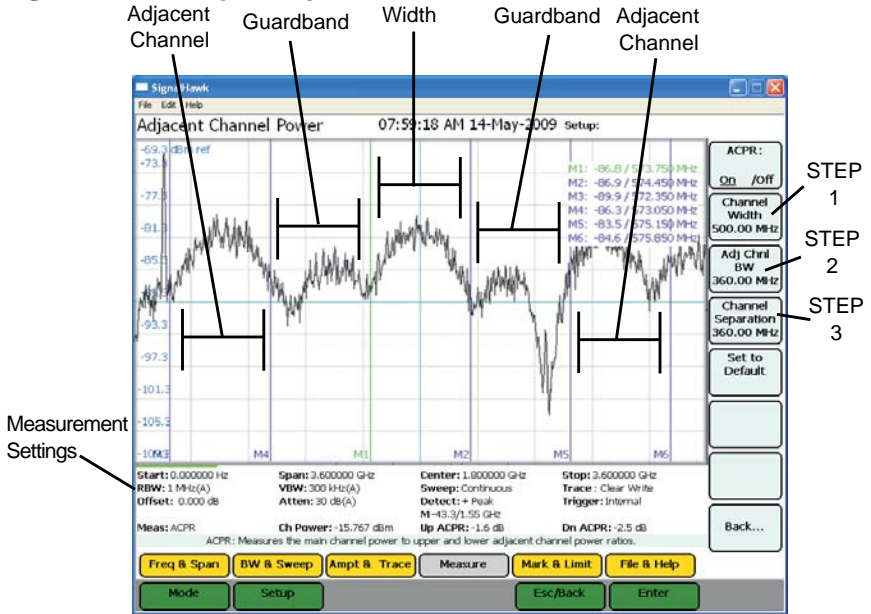 Adjacent Channel
Guardband
Width
Guardband
Adjacent Channel
SignalHawk
File Edit Help
Adjacent Channel Power
07:59:18 AM 14-May-2009 Setup:
-69.3 dBm ref
-73.3
-77.3
-81.3
-85.3
-93.3
-97.3
-101.3
-105.3
M1: -86.8 / 573.750 MHz
M2: -86.9 / 574.450 MHz
M3: -89.9 / 572.350 MHz
M4: -86.3 / 573.050 MHz
M5: -83.5 / 575.150 MHz
M6: -84.6 / 575.850 MHz
M4
M1
M2
M5
M6
ACPR:
On /Off
Channel Width
500.00 MHz
Adj Chnl BW
360.00 MHz
Channel Separation
360.00 MHz
Set to Default
Back...
STEP 1
STEP 2
STEP 3
Measurement Settings
Start: 0.000000 Hz
Span: 3.600000 GHz
Center: 1.800000 GHz
Stop: 3.600000 GHz
RBW: 1 MHz(A)
VBW: 300 kHz(A)
Sweep: Continuous
Trace : Clear Write
Offset: 0.000 dB
Atten: 30 dB(A)
Detect: + Peak
Trigger: Internal
M-43.3/1.55 GHz
Meas: ACPR
Ch Power: -15.767 dBm
Up ACPR: -1.6 dB
Dn ACPR: -2.5 dB
ACPR: Measures the main channel power to upper and lower adjacent channel power ratios.
Freq & Span
BW & Sweep
Ampt & Trace
Measure
Mark & Limit
File & Help
Mode
Setup
Esc/Back
Enter